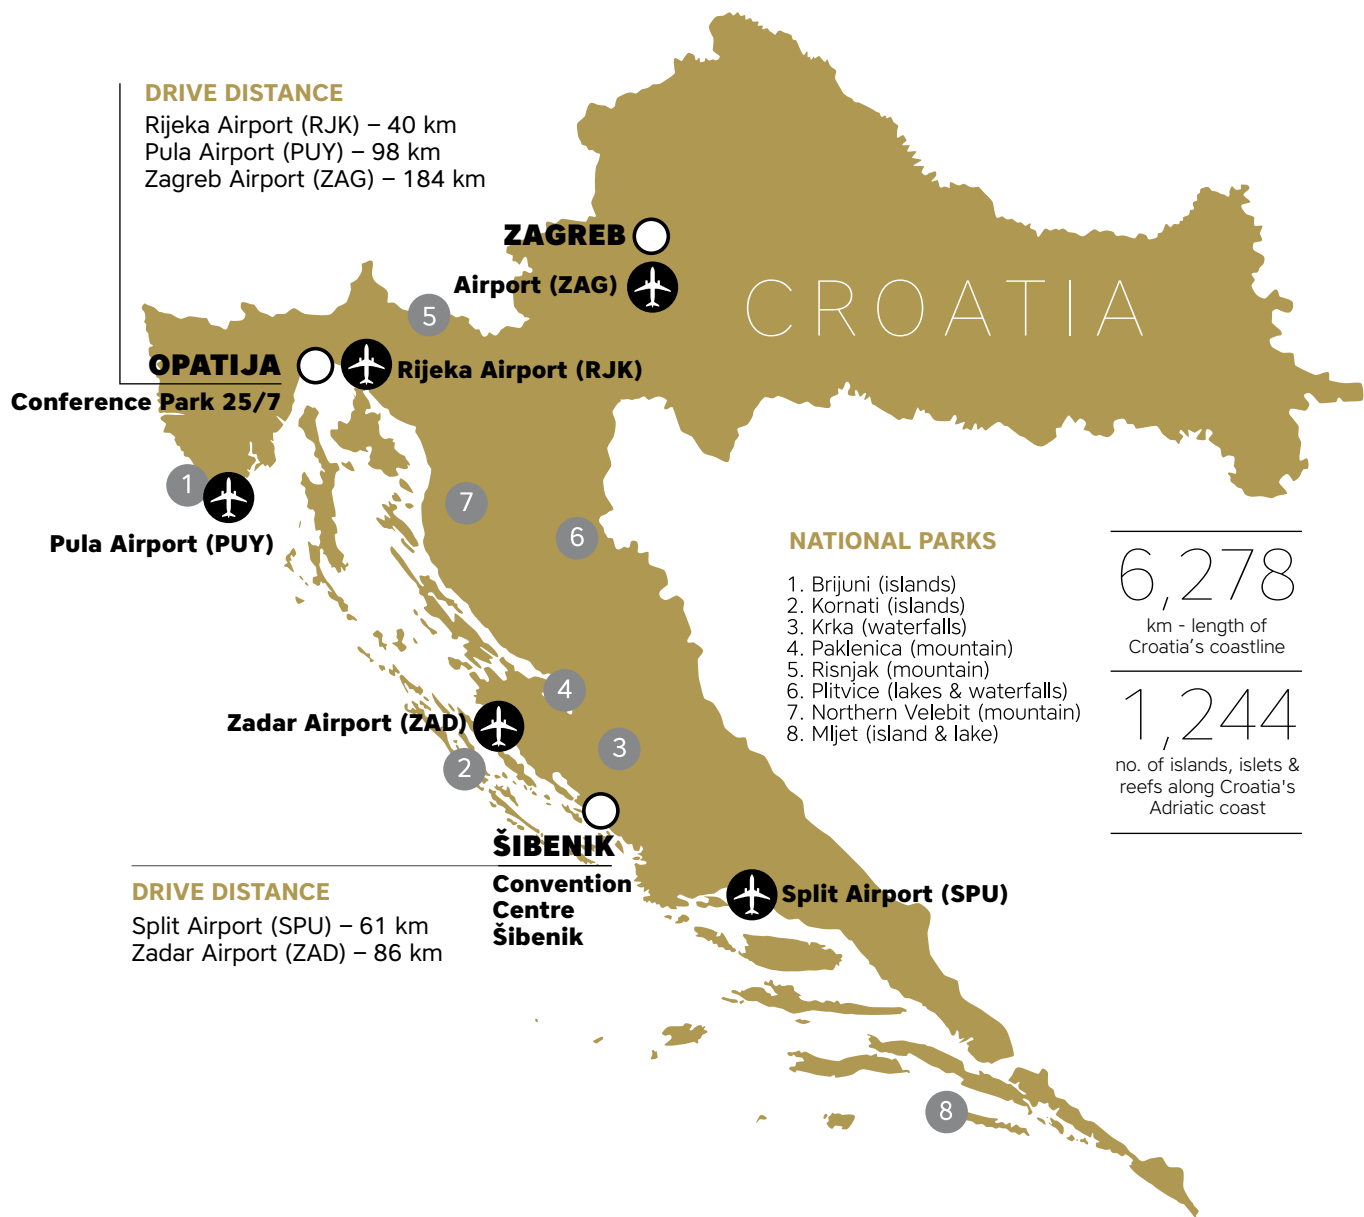 DRIVE DISTANCE
Rijeka Airport (RJK) – 40 km
Pula Airport (PUY) – 98 km
Zagreb Airport (ZAG) – 184 km
ZAGREB
Airport (ZAG)
CROATIA
5
OPATIJA
Rijeka Airport (RJK)
Conference Park 25/7
1
7
Pula Airport (PUY)
6
NATIONAL PARKS
1. Brijuni (islands)
2. Kornati (islands)
3. Krka (waterfalls)
4. Paklenica (mountain)
5. Risnjak (mountain)
6. Plitvice (lakes & waterfalls)
7. Northern Velebit (mountain)
8. Mljet (island & lake)
6,278
km - length of
Croatia's coastline
1,244
no. of islands, islets &
reefs along Croatia's
Adriatic coast
4
Zadar Airport (ZAD)
3
2
ŠIBENIK
Convention
Centre
Šibenik
DRIVE DISTANCE
Split Airport (SPU) – 61 km
Zadar Airport (ZAD) – 86 km
Split Airport (SPU)
8